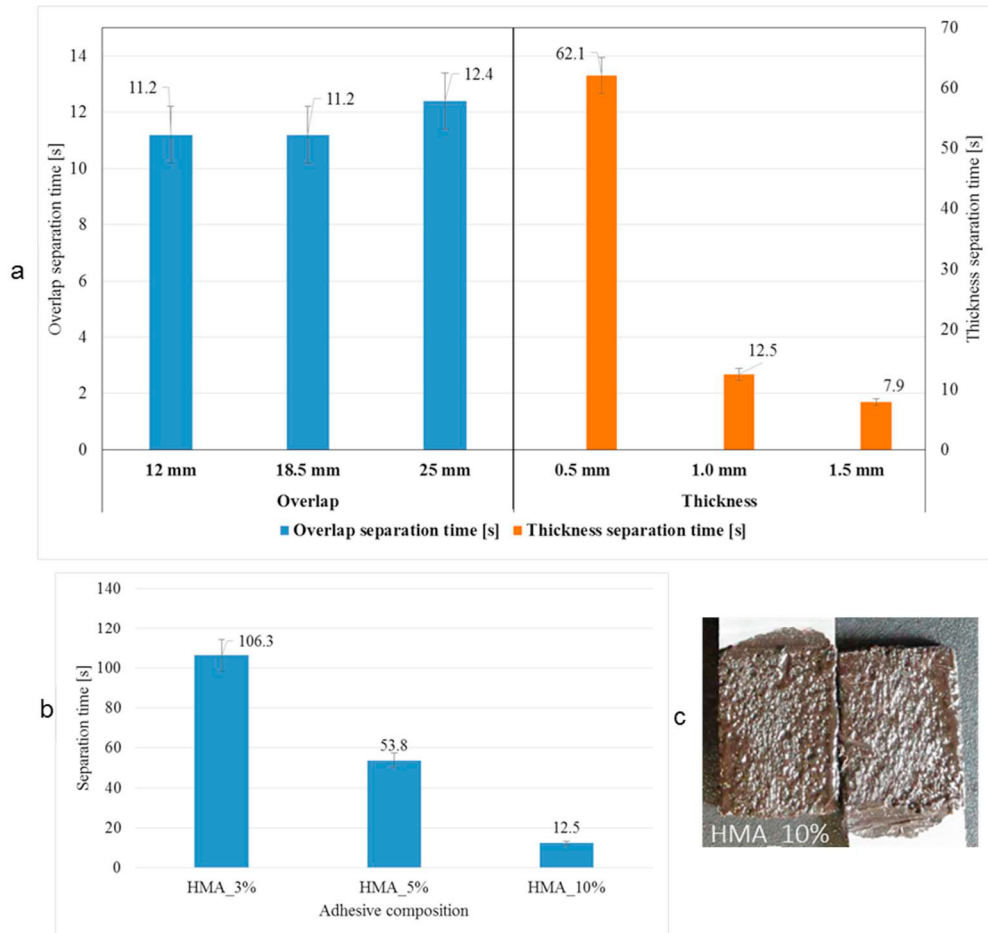 a
Overlap separation time [s]
14
12
10
8
6
4
2
0
11.2
11.2
12.4
12 mm
18.5 mm
25 mm
Overlap
62.1
12.5
7.9
0.5 mm
1.0 mm
1.5 mm
Thickness
70
60
50
40
30
20
10
0
Thickness separation time [s]
Overlap separation time [s]
Thickness separation time [s]
b
Separation time [s]
140
120
100
80
60
40
20
0
106.3
53.8
12.5
HMA_3%
HMA_5%
HMA_10%
Adhesive composition
c
HMA_10%